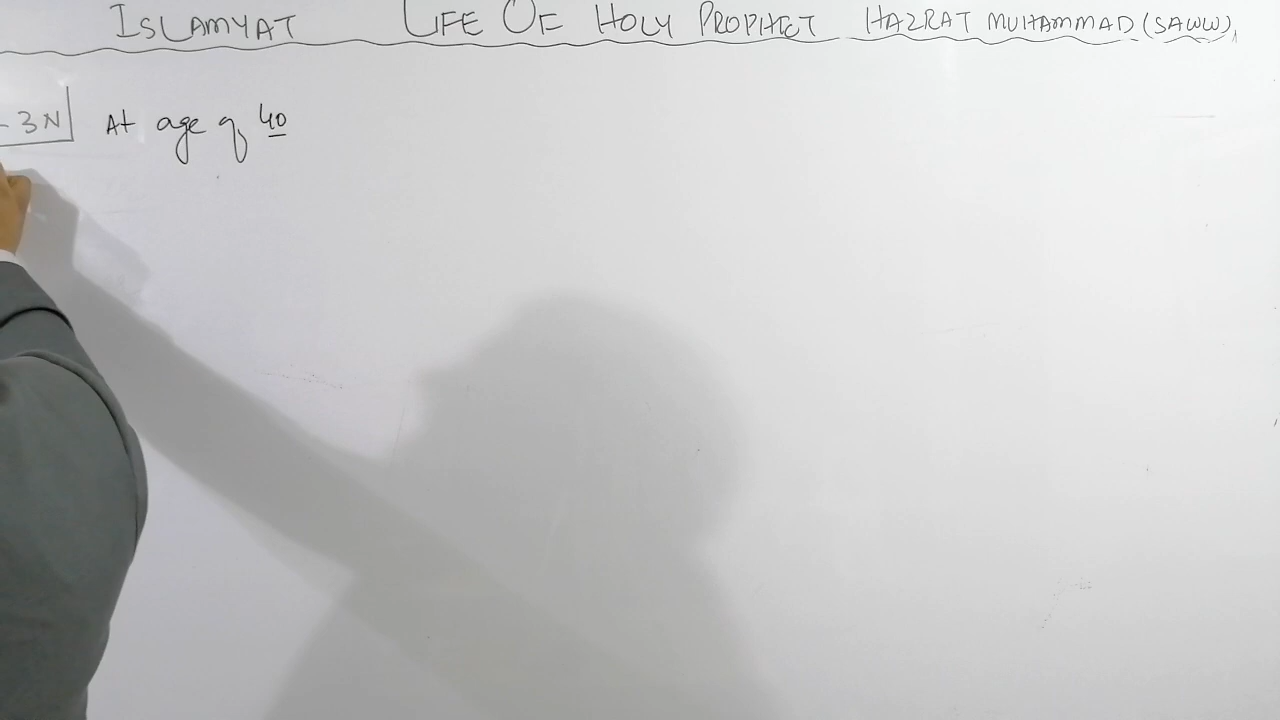 ISLAMYAT LIFE OF HOLY PROPHET HAZRAT MUHAMMAD (SAWW)
- 3N At age of 40